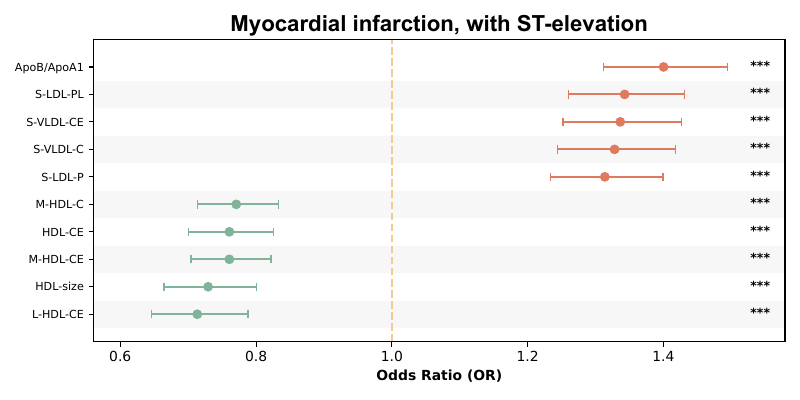 Myocardial infarction, with ST-elevation
ApoB/ApoA1 ***
S-LDL-PL ***
S-VLDL-CE ***
S-VLDL-C ***
S-LDL-P ***
M-HDL-C ***
HDL-CE ***
M-HDL-CE ***
HDL-size ***
L-HDL-CE ***
0.6 0.8 1.0 1.2 1.4
Odds Ratio (OR)